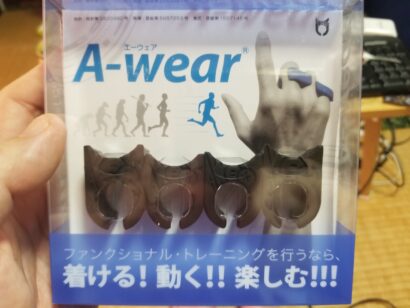 エーウェア
A-wear®
ファンクショナル・トレーニングを行うなら、
着ける! 動く!! 楽しむ!!!